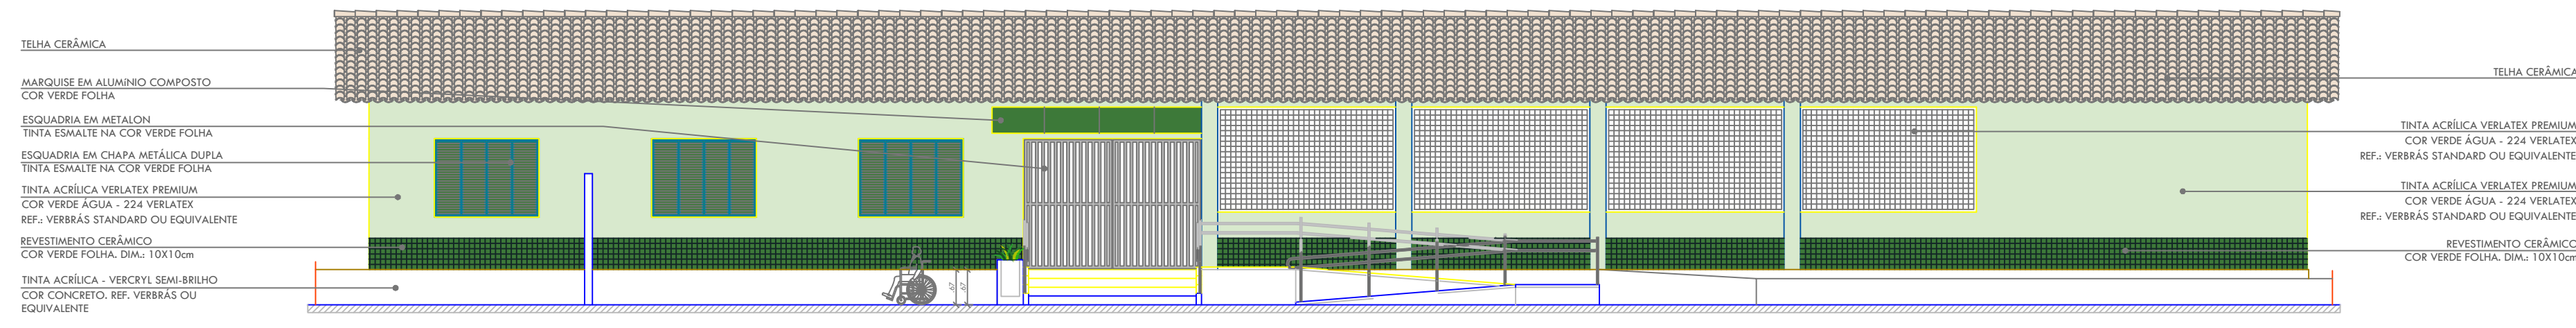 TELHA CERÂMICA
MARQUISE EM ALUMíNIO COMPOSTO
COR VERDE FOLHA
ESQUADRIA EM METALON
TINTA ESMALTE NA COR VERDE FOLHA
ESQUADRIA EM CHAPA METÁLICA DUPLA
TINTA ESMALTE NA COR VERDE FOLHA
TINTA ACRÍLICA VERLATEX PREMIUM
COR VERDE ÁGUA - 224 VERLATEX
REF.: VERBRÁS STANDARD OU EQUIVALENTE
REVESTIMENTO CERÂMICO
COR VERDE FOLHA. DIM.: 10X10cm
TINTA ACRÍLICA - VERCRYL SEMI-BRILHO
COR CONCRETO. REF. VERBRÁS OU
EQUIVALENTE
.67
.67
TELHA CERÂMICA
TINTA ACRÍLICA VERLATEX PREMIUM
COR VERDE ÁGUA - 224 VERLATEX
REF.: VERBRÁS STANDARD OU EQUIVALENTE
TINTA ACRÍLICA VERLATEX PREMIUM
COR VERDE ÁGUA - 224 VERLATEX
REF.: VERBRÁS STANDARD OU EQUIVALENTE
REVESTIMENTO CERÂMICO
COR VERDE FOLHA. DIM.: 10X10cm